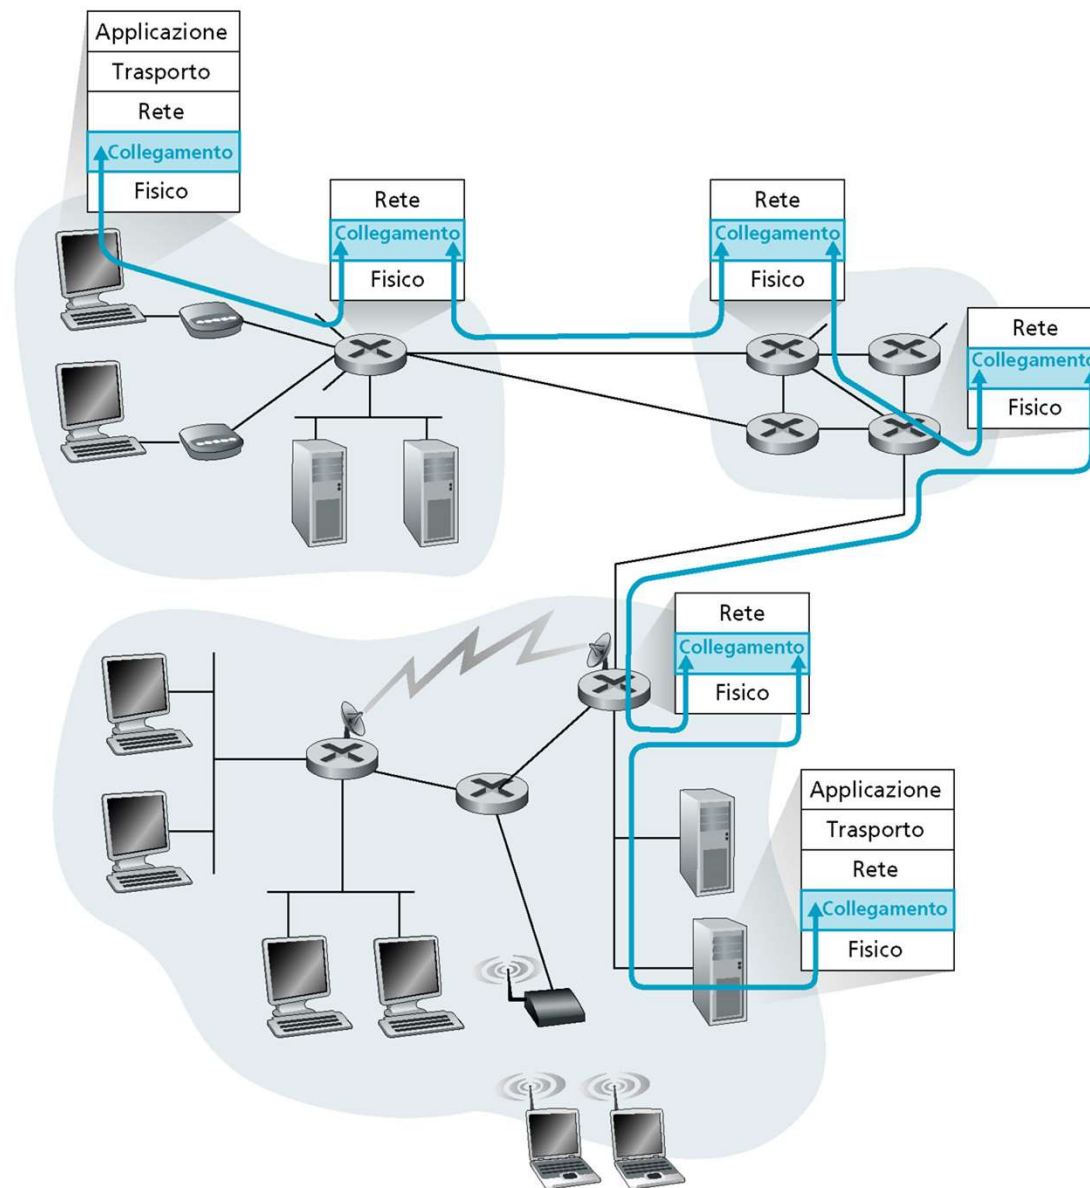 Applicazione
Trasporto
Rete
Collegamento
Fisico
Rete
Collegamento
Fisico
Rete
Collegamento
Fisico
Rete
Collegamento
Fisico
Rete
Collegamento
Fisico
Applicazione
Trasporto
Rete
Collegamento
Fisico